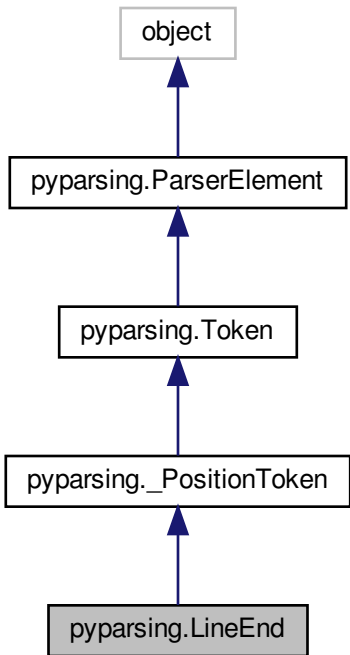 object
pyparsing.ParserElement
pyparsing.Token
pyparsing._PositionToken
pyparsing.LineEnd